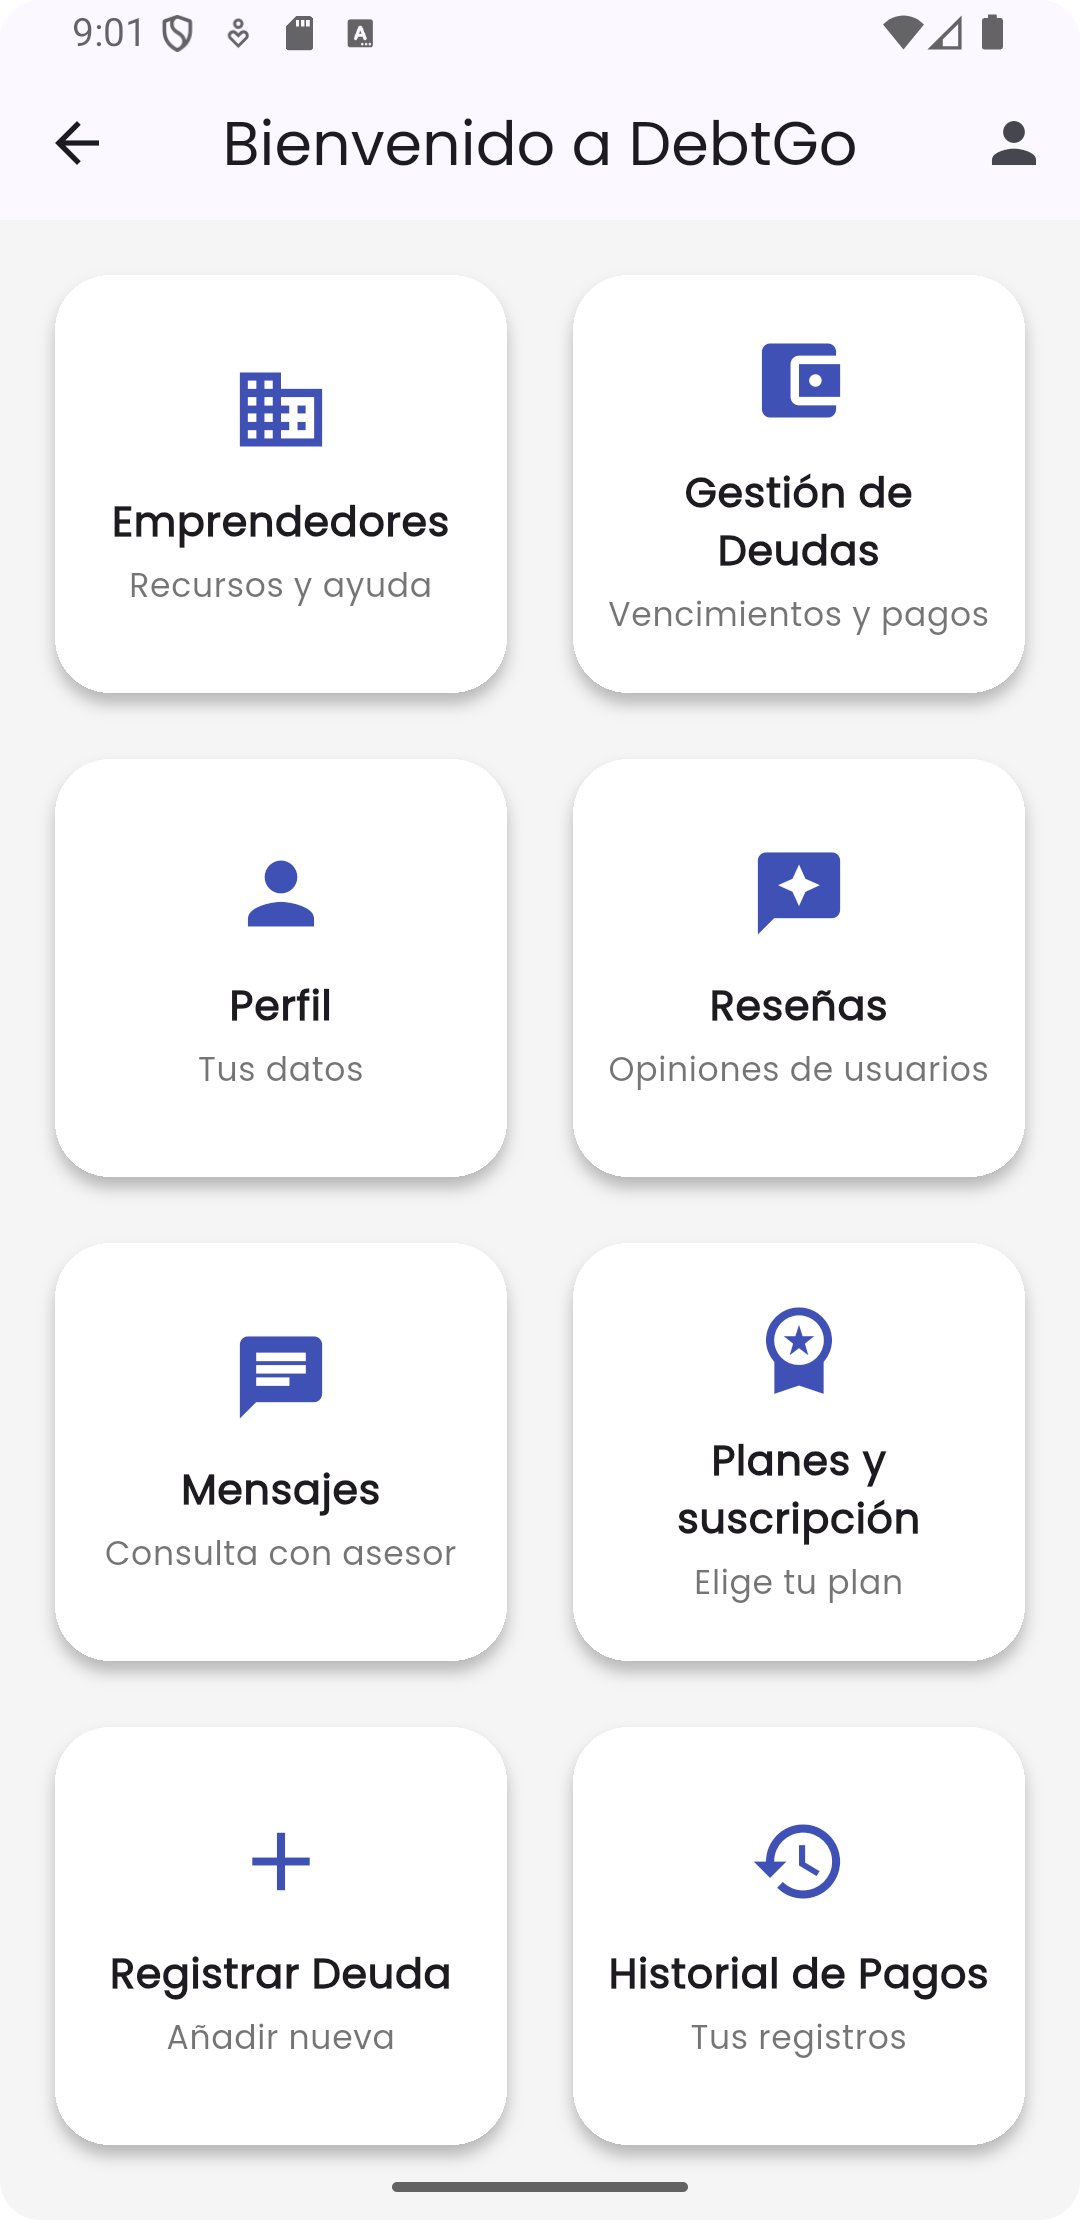 9:01
Bienvenido a DebtGo
Emprendedores
Recursos y ayuda
Gestión de
Deudas
Vencimientos y pagos
Perfil
Tus datos
Reseñas
Opiniones de usuarios
Mensajes
Consulta con asesor
Planes y
suscripción
Elige tu plan
Registrar Deuda
Añadir nueva
Historial de Pagos
Tus registros